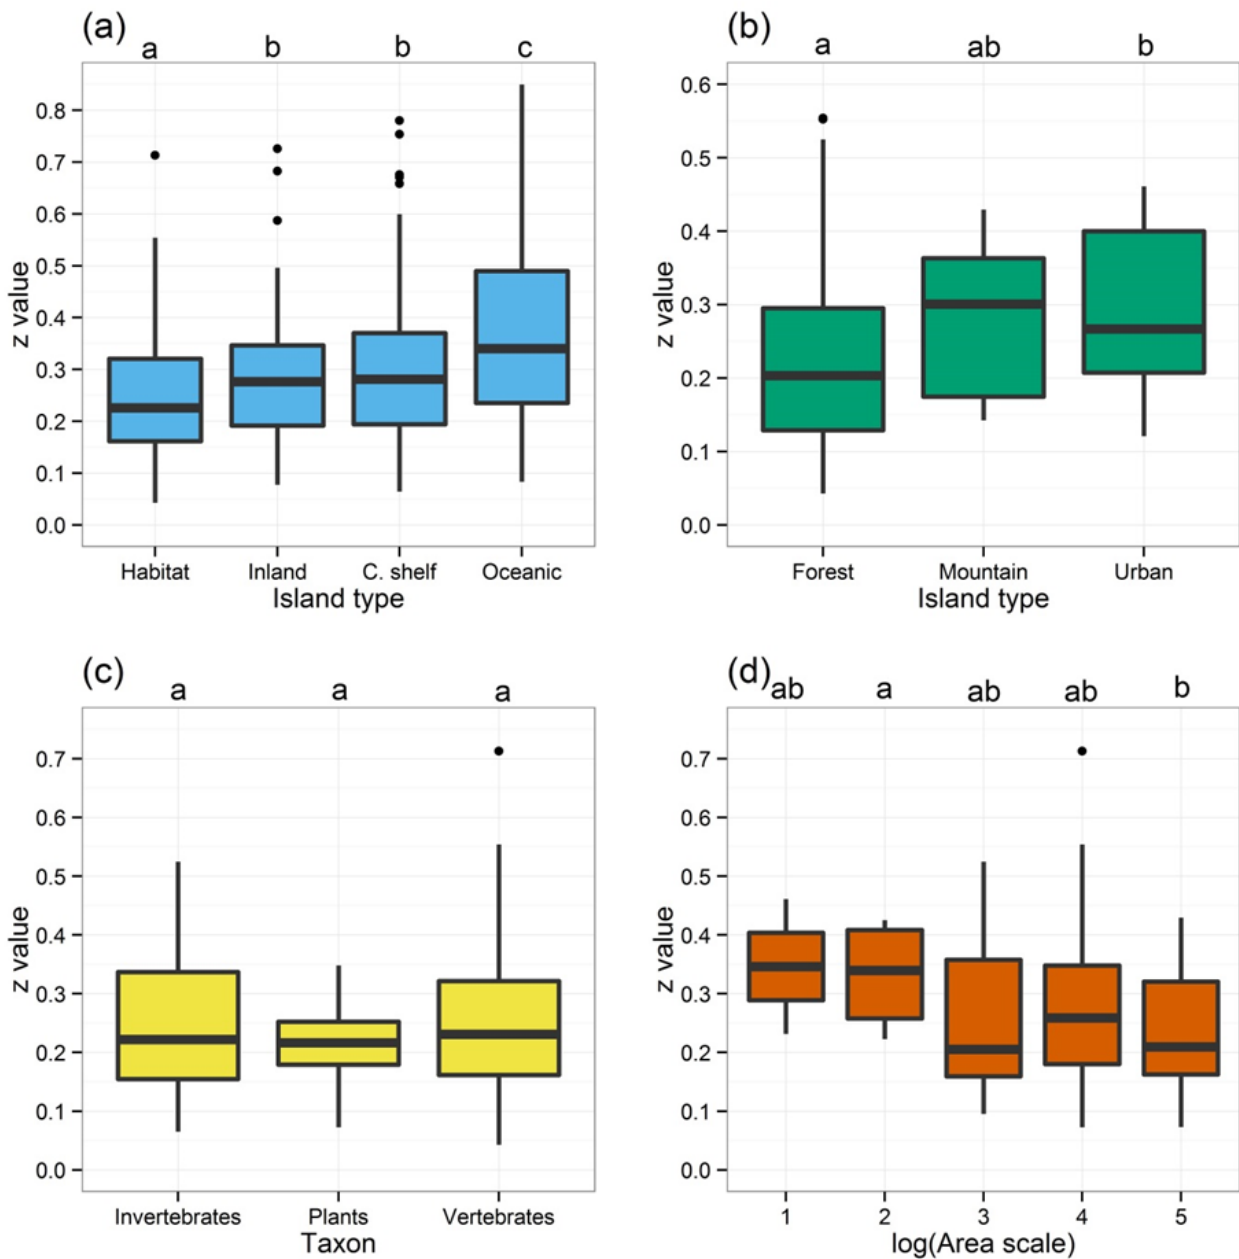 (a)
a b b c
z value
0.8
0.7
0.6
0.5
0.4
0.3
0.2
0.1
0.0
Habitat Inland C. shelf Oceanic
Island type
(b)
a ab b
z value
0.6
0.5
0.4
0.3
0.2
0.1
0.0
Forest Mountain Urban
Island type
(c)
a a a
z value
0.7
0.6
0.5
0.4
0.3
0.2
0.1
0.0
Invertebrates Plants Vertebrates
Taxon
(d)
ab a ab ab b
z value
0.7
0.6
0.5
0.4
0.3
0.2
0.1
0.0
1 2 3 4 5
log(Area scale)